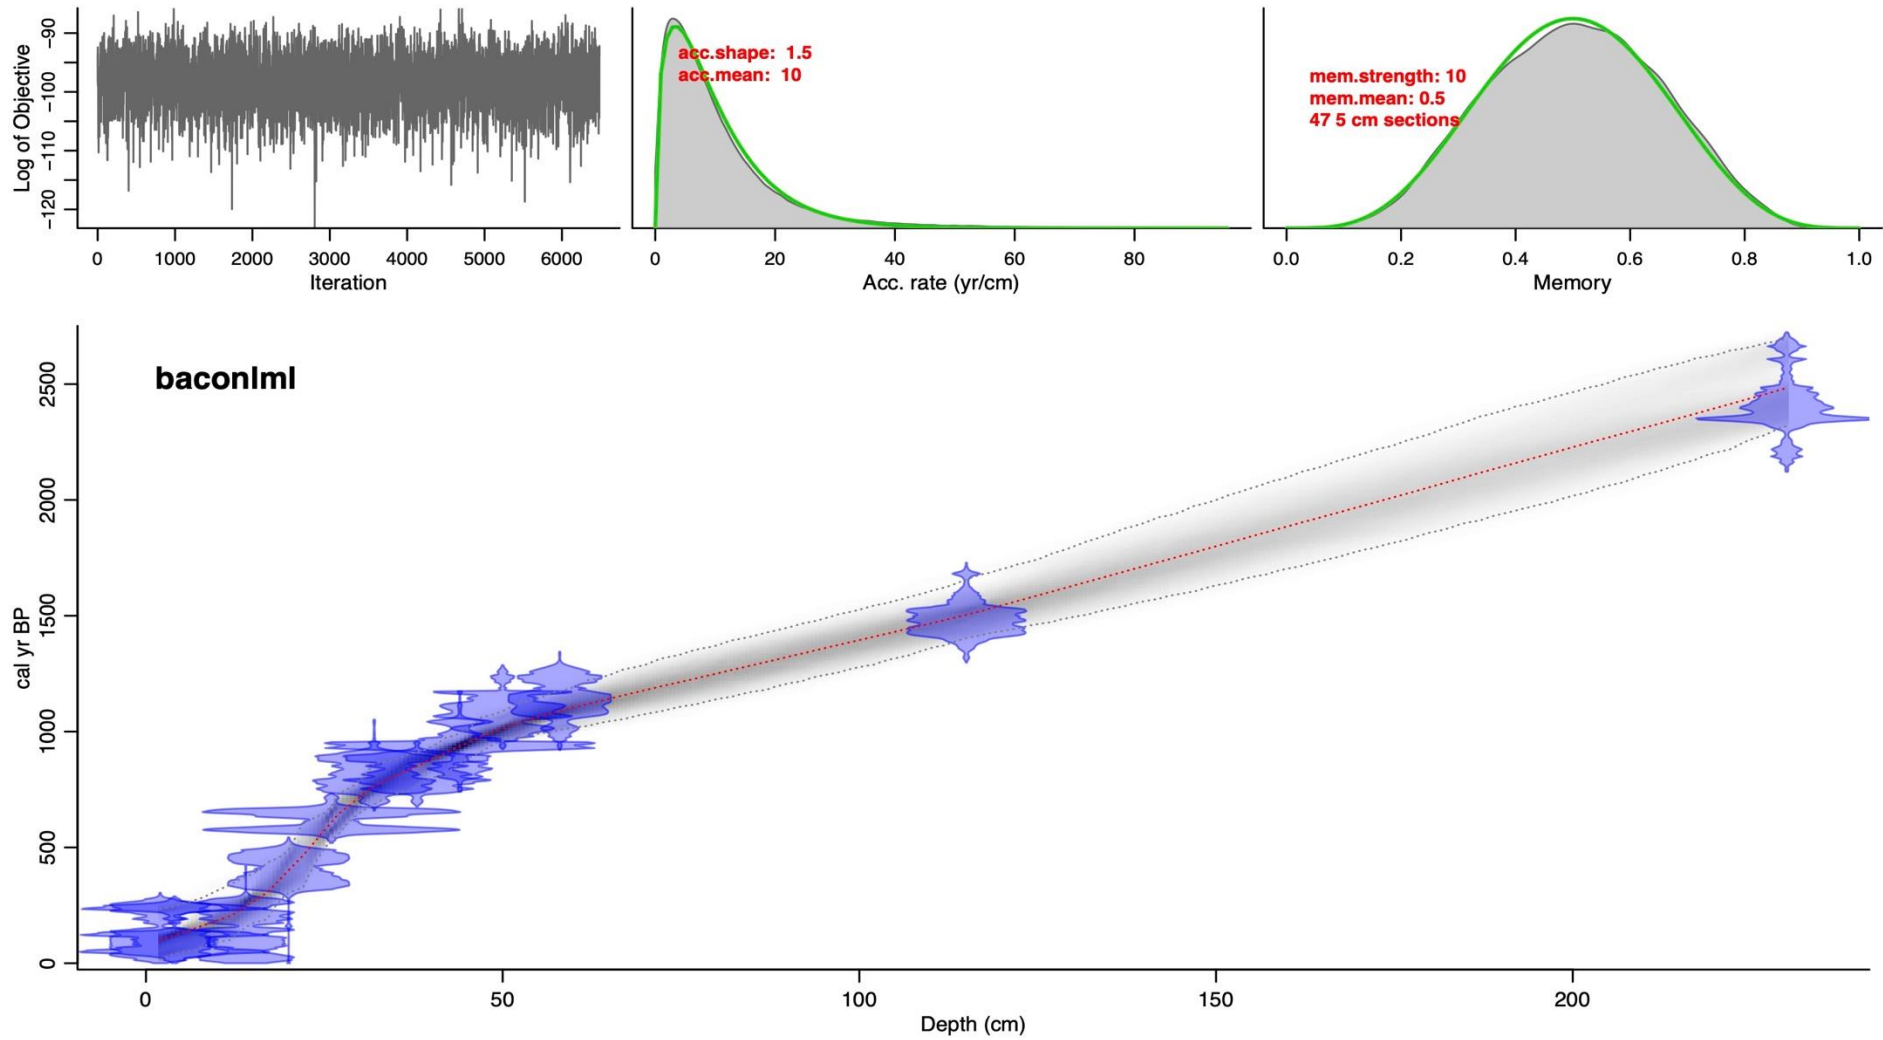 Log of Objective
-90
-100
-110
-120
0 1000 2000 3000 4000 5000 6000
Iteration
acc.shape: 1.5
acc.mean: 10
0 20 40 60 80
Acc. rate (yr/cm)
mem.strength: 10
mem.mean: 0.5
47 5 cm sections
0.0 0.2 0.4 0.6 0.8 1.0
Memory
baconlml
cal yr BP
2500
2000
1500
1000
500
0
0 50 100 150 200
Depth (cm)